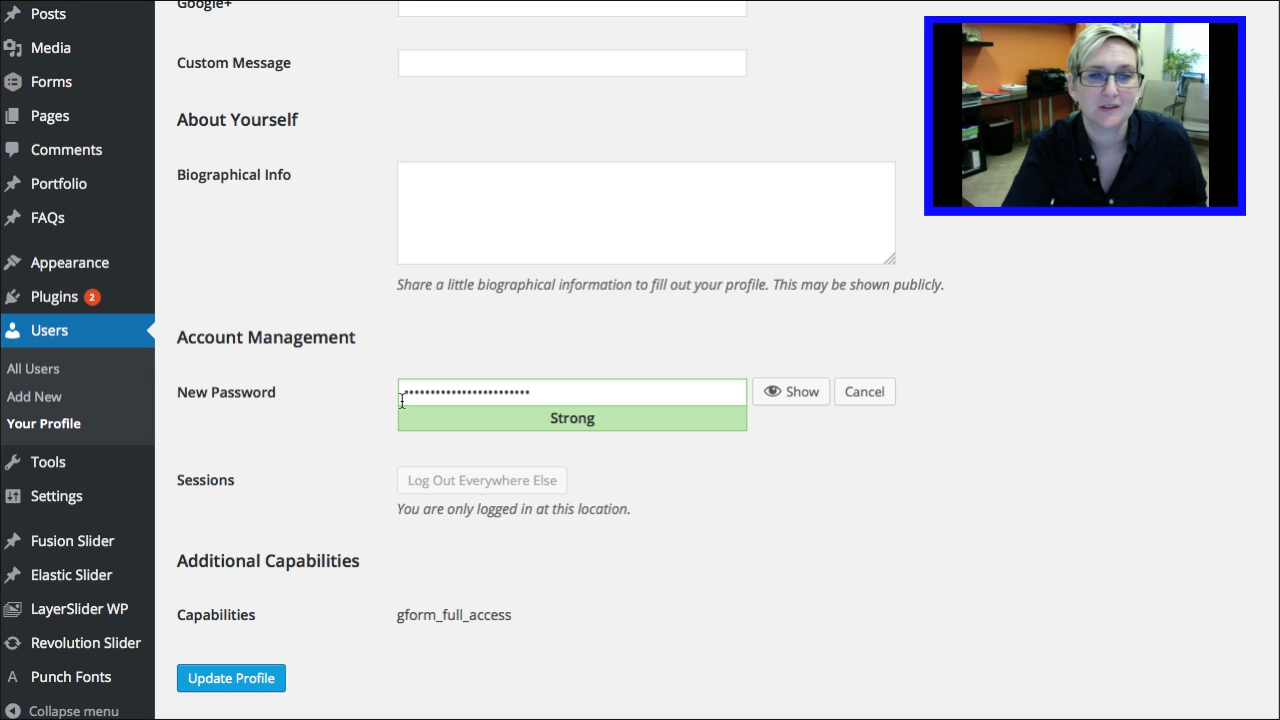 Posts
Media
Forms
Pages
Comments
Portfolio
FAQs
Appearance
Plugins 2
Users
All Users
Add New
Your Profile
Tools
Settings
Fusion Slider
Elastic Slider
LayerSlider WP
Revolution Slider
Punch Fonts
Collapse menu
Google+
Custom Message
About Yourself
Biographical Info
Share a little biographical information to fill out your profile. This may be shown publicly.
Account Management
New Password
Show Cancel
Strong
Sessions Log Out Everywhere Else
You are only logged in at this location.
Additional Capabilities
Capabilities gform_full_access
Update Profile